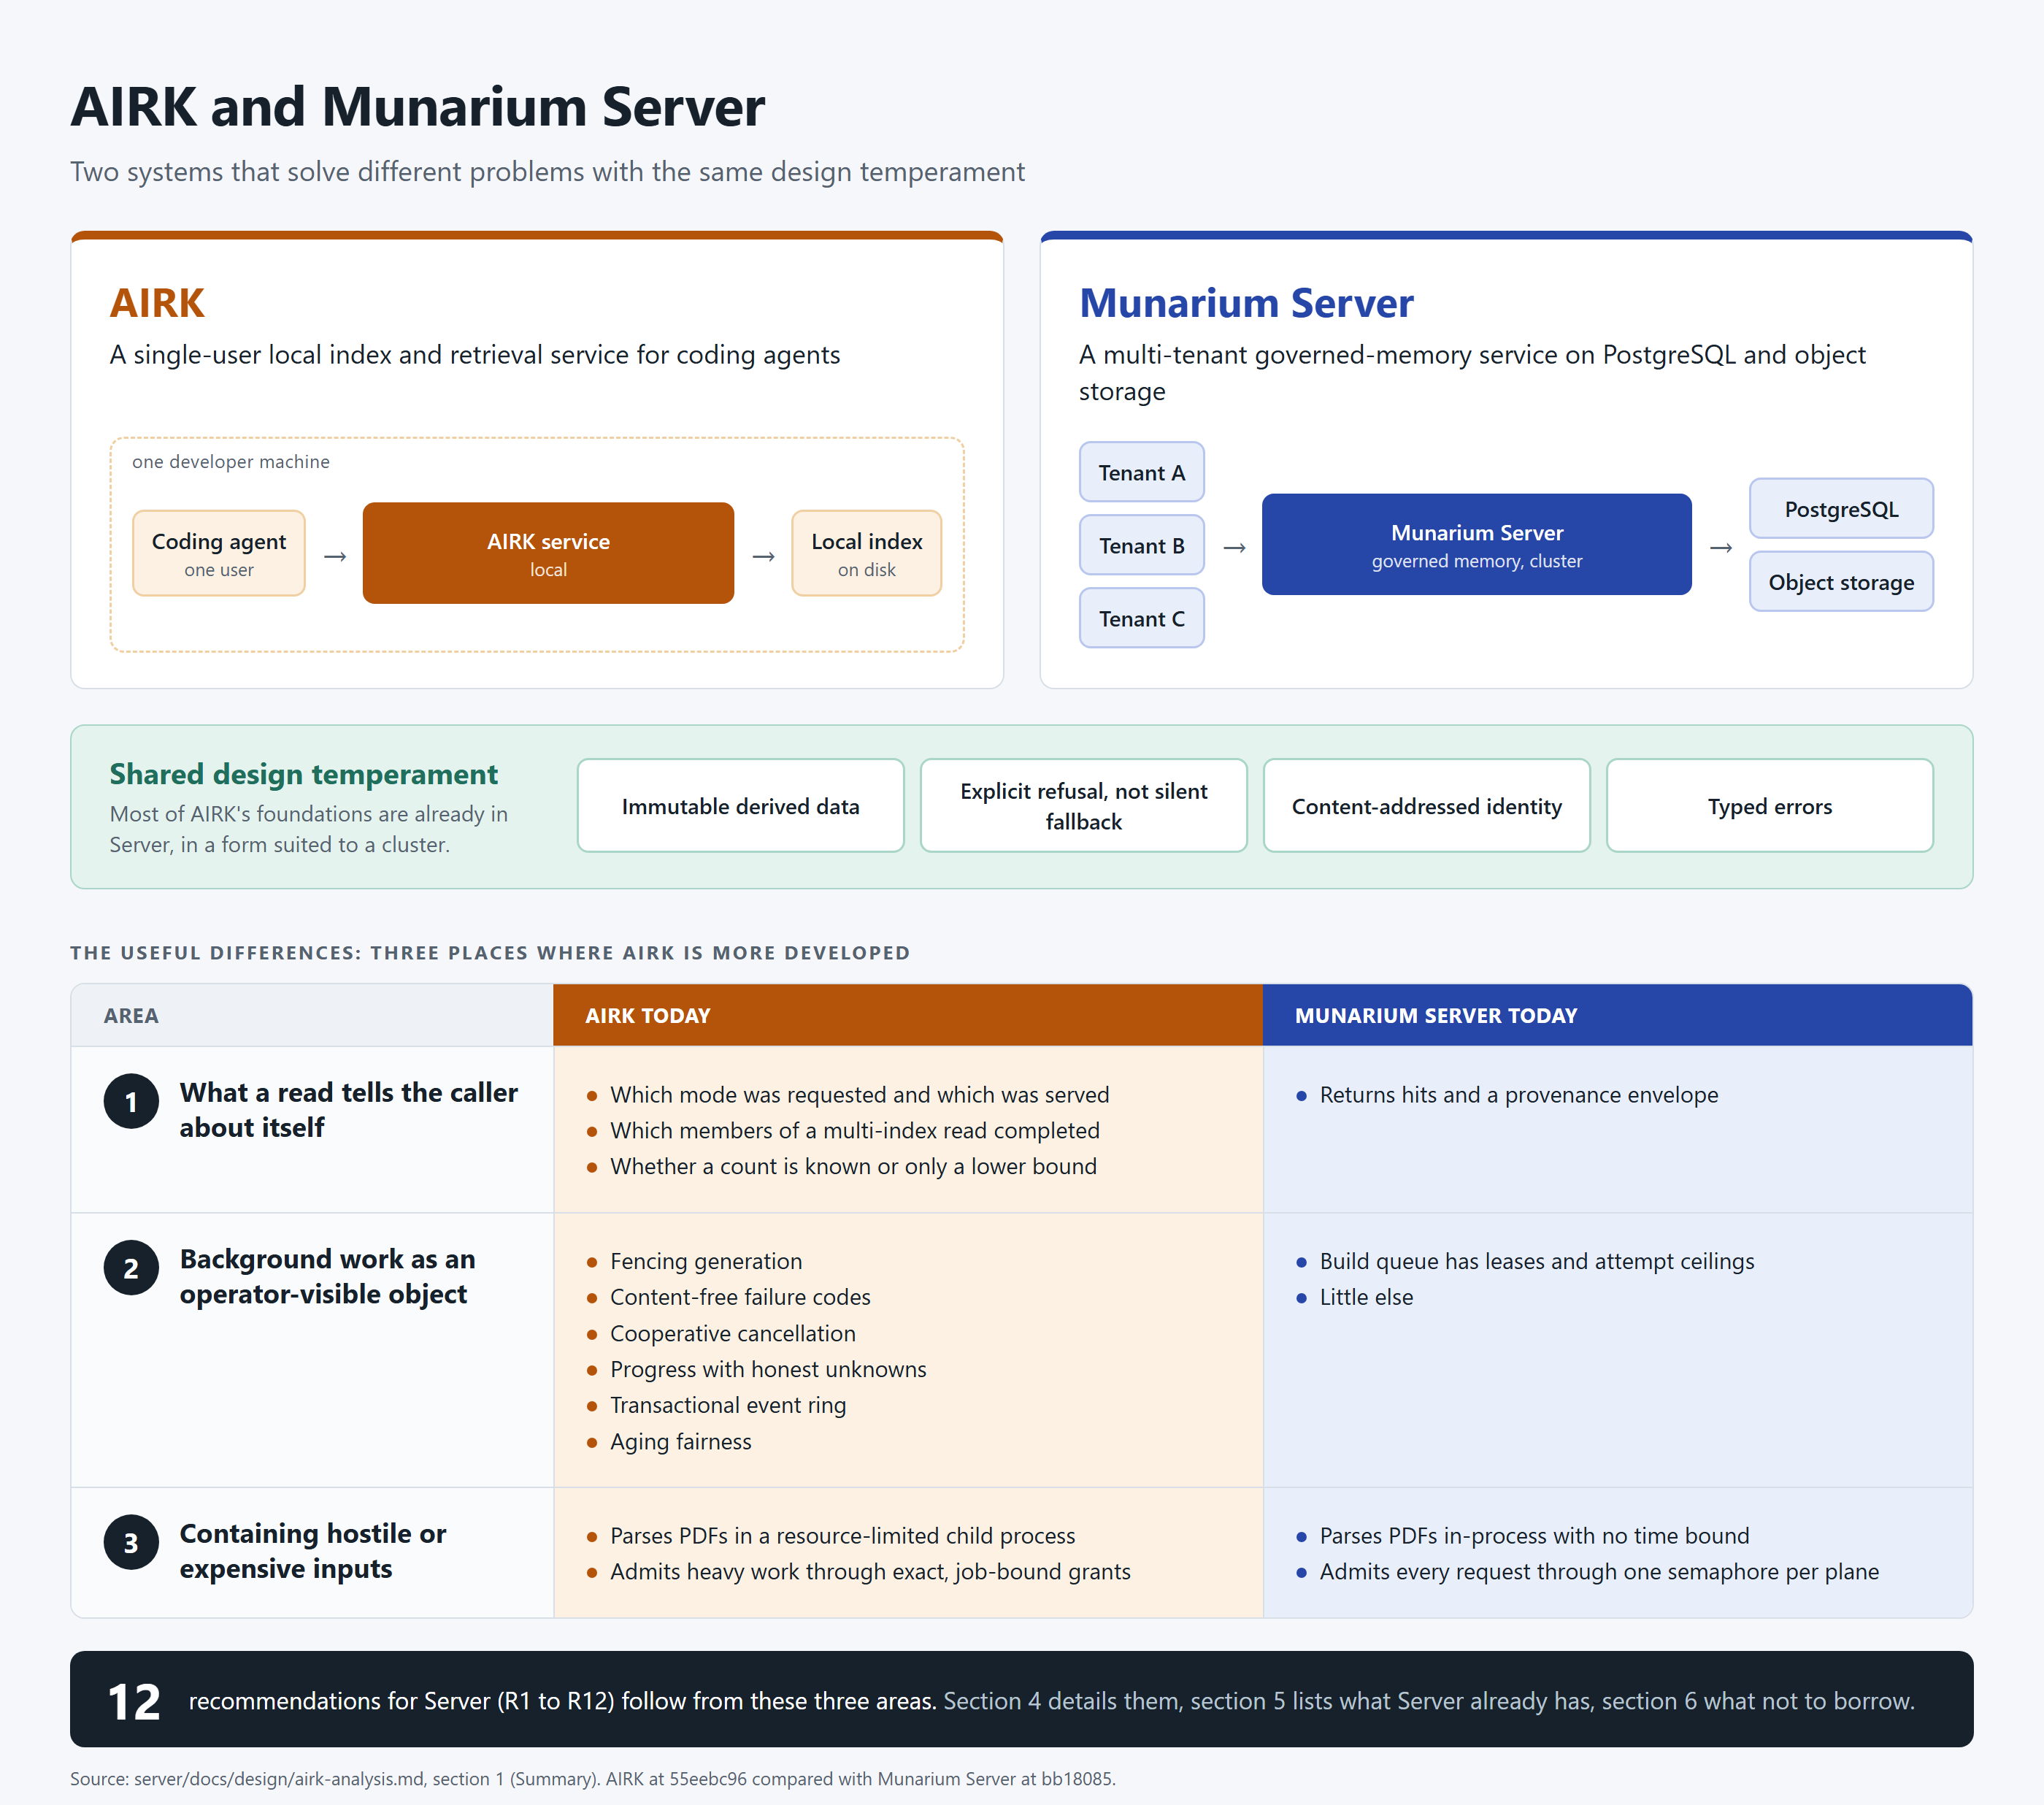 AIRK and Munarium Server
Two systems that solve different problems with the same design temperament
AIRK
A single-user local index and retrieval service for coding agents
one developer machine
Coding agent
one user
→
AIRK service
local
→
Local index
on disk
Munarium Server
A multi-tenant governed-memory service on PostgreSQL and object
storage
Tenant A
Tenant B
Tenant C
→
Munarium Server
governed memory, cluster
→
PostgreSQL
Object storage
Shared design temperament
Most of AIRK's foundations are already in
Server, in a form suited to a cluster.
Immutable derived data
Explicit refusal, not silent
fallback
Content-addressed identity
Typed errors
THE USEFUL DIFFERENCES: THREE PLACES WHERE AIRK IS MORE DEVELOPED
AREA
AIRK TODAY
MUNARIUM SERVER TODAY
1
What a read tells the caller
about itself
• Which mode was requested and which was served
• Which members of a multi-index read completed
• Whether a count is known or only a lower bound
• Returns hits and a provenance envelope
2
Background work as an
operator-visible object
• Fencing generation
• Content-free failure codes
• Cooperative cancellation
• Progress with honest unknowns
• Transactional event ring
• Aging fairness
• Build queue has leases and attempt ceilings
• Little else
3
Containing hostile or
expensive inputs
• Parses PDFs in a resource-limited child process
• Admits heavy work through exact, job-bound grants
• Parses PDFs in-process with no time bound
• Admits every request through one semaphore per plane
12 recommendations for Server (R1 to R12) follow from these three areas. Section 4 details them, section 5 lists what Server already has, section 6 what not to borrow.
Source: server/docs/design/airk-analysis.md, section 1 (Summary). AIRK at 55eebc96 compared with Munarium Server at bb18085.